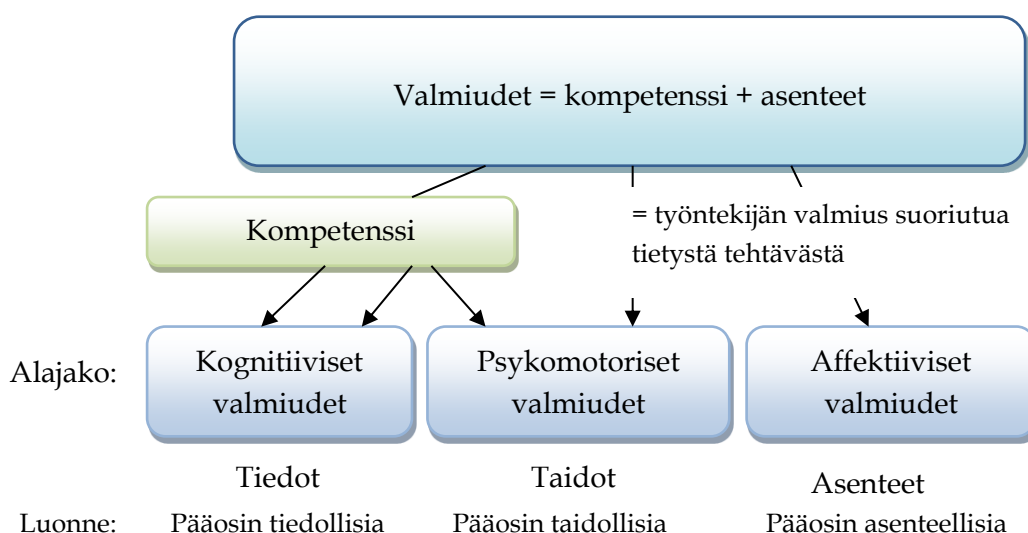 Valmiudet = kompetenssi + asenteet
Kompetenssi
= työntekijän valmius suoriutua
tietystä tehtävästä
Alajako:
Kognitiiviset
valmiudet
Psykomotoriset
valmiudet
Affektiiviset
valmiudet
Tiedot
Taidot
Asenteet
Luonne:
Pääosin tiedollisia
Pääosin taidollisia
Pääosin asenteellisia